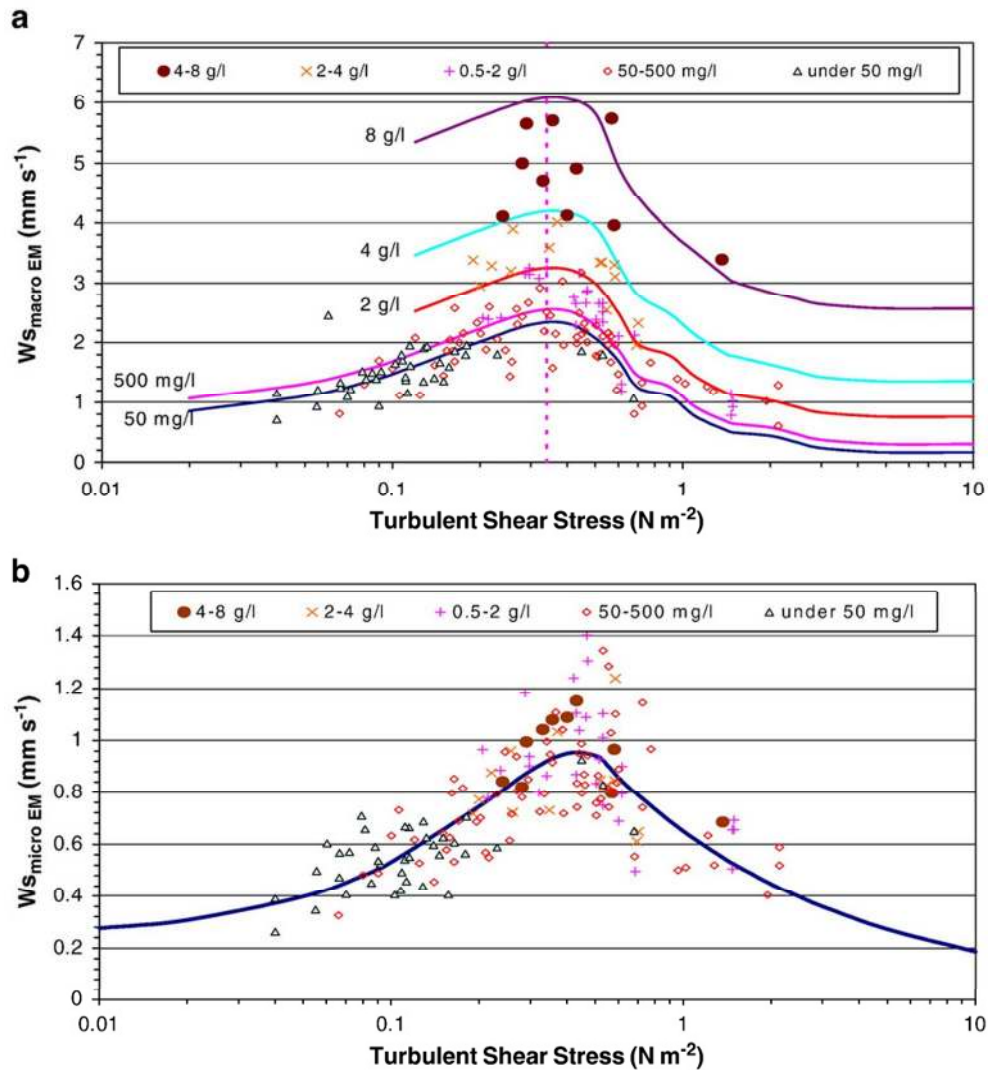 a
7
6
5
4
3
2
1
0
Ws macro EM (mm s-1)
4-8 g/l 2-4 g/l 0.5-2 g/l 50-500 mg/l under 50 mg/l
8 g/l
4 g/l
2 g/l
500 mg/l
50 mg/l
0.01 0.1 1 10
Turbulent Shear Stress (N m-2)
b
1.6
1.4
1.2
1
0.8
0.6
0.4
0.2
0
Ws micro EM (mm s-1)
4-8 g/l 2-4 g/l 0.5-2 g/l 50-500 mg/l under 50 mg/l
0.01 0.1 1 10
Turbulent Shear Stress (N m-2)